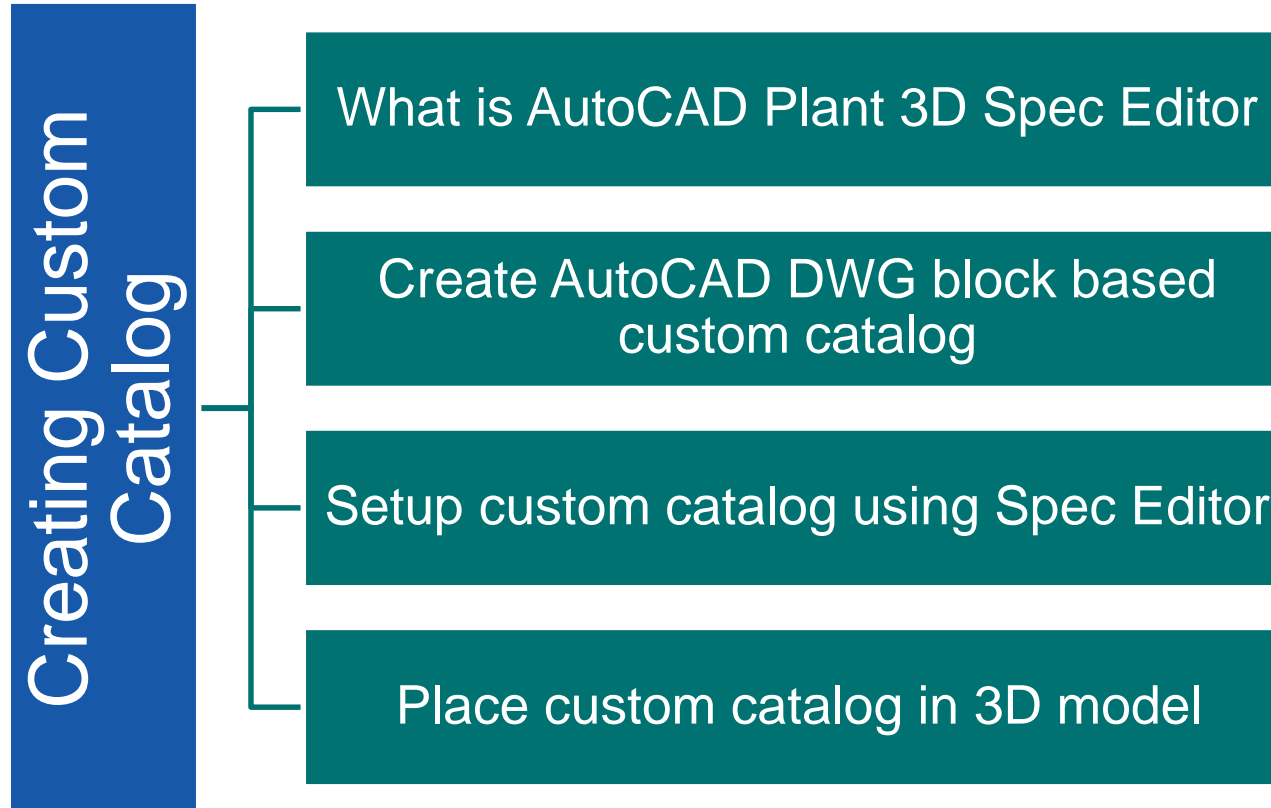 Creating Custom
Catalog
What is AutoCAD Plant 3D Spec Editor
Create AutoCAD DWG block based
custom catalog
Setup custom catalog using Spec Editor
Place custom catalog in 3D model